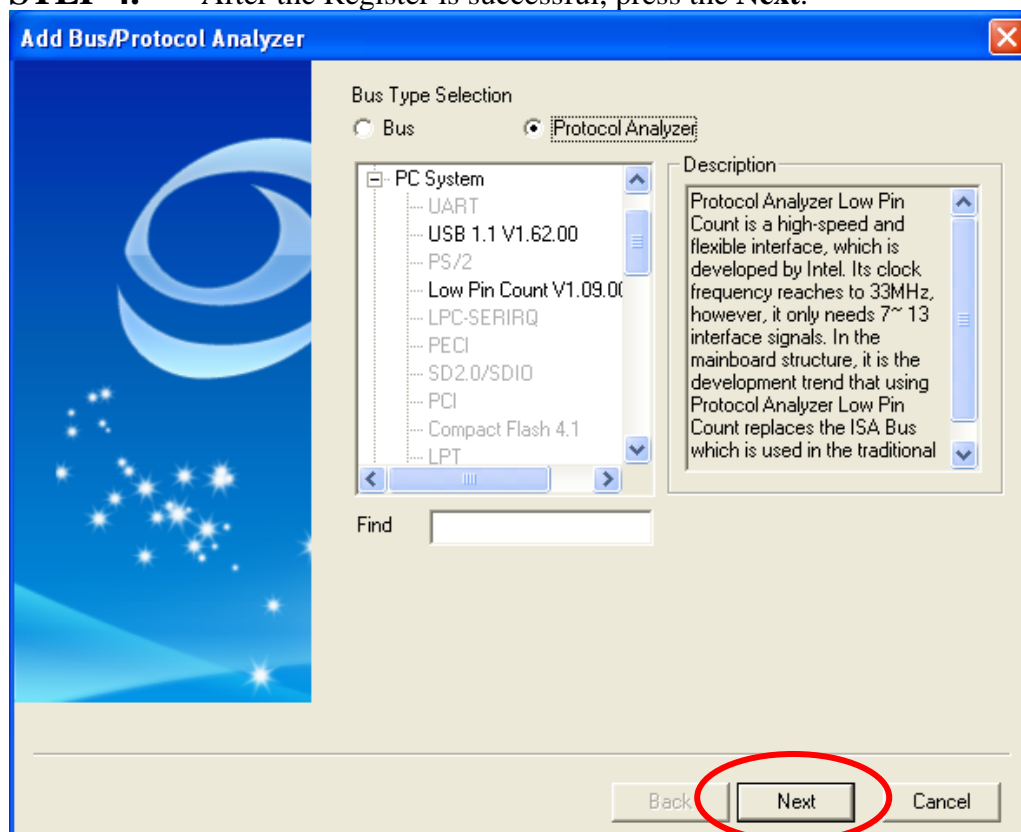 STEP 4. After the Register is successful, press the Next.
Add Bus/Protocol Analyzer
Bus Type Selection
Bus
Protocol Analyzer
PC System
UART
USB 1.1 V1.62.00
PS/2
Low Pin Count V1.09.00
LPC-SERIRQ
PECI
SD2.0/SDIO
PCI
Compact Flash 4.1
LPT
Description
Protocol Analyzer Low Pin
Count is a high-speed and
flexible interface, which is
developed by Intel. Its clock
frequency reaches to 33MHz,
however, it only needs 7~ 13
interface signals. In the
mainboard structure, it is the
development trend that using
Protocol Analyzer Low Pin
Count replaces the ISA Bus
which is used in the traditional
Find
Back
Next
Cancel